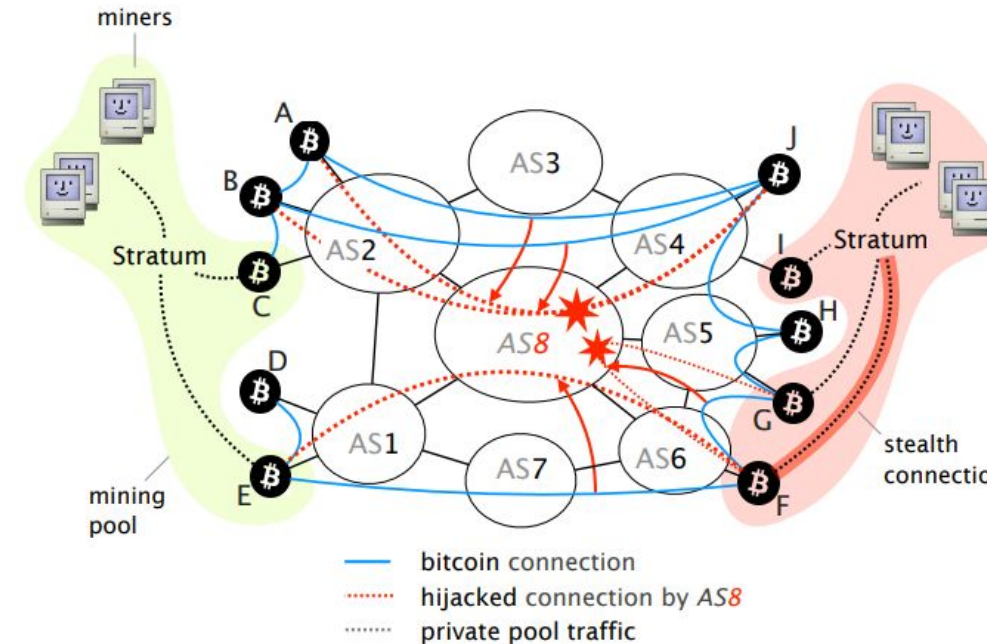 miners
A
B
C
D
E
Stratum
mining
pool
AS3
AS2
AS4
AS8
AS5
AS1
AS7
AS6
J
I
H
G
F
Stratum
stealth
connectio
bitcoin connection
hijacked connection by AS8
private pool traffic